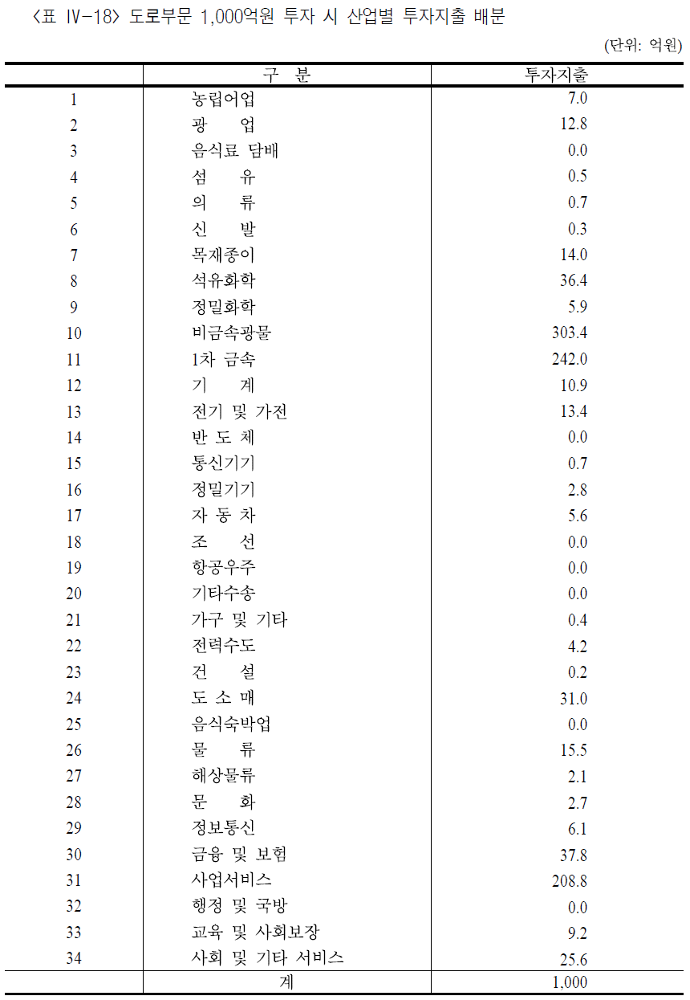 <표 Ⅳ-18> 도로부문 1,000억원 투자 시 산업별 투자지출 배분
(단위: 억원)
구 분 투자지출
1 농림어업 7.0
2 광 업 12.8
3 음식료 담배 0.0
4 섬 유 0.5
5 의 류 0.7
6 신 발 0.3
7 목재종이 14.0
8 석유화학 36.4
9 정밀화학 5.9
10 비금속광물 303.4
11 1차 금속 242.0
12 기 계 10.9
13 전기 및 가전 13.4
14 반 도 체 0.0
15 통신기기 0.7
16 정밀기기 2.8
17 자 동 차 5.6
18 조 선 0.0
19 항공우주 0.0
20 기타수송 0.0
21 가구 및 기타 0.4
22 전력수도 4.2
23 건 설 0.2
24 도 소 매 31.0
25 음식숙박업 0.0
26 물 류 15.5
27 해상물류 2.1
28 문 화 2.7
29 정보통신 6.1
30 금융 및 보험 37.8
31 사업서비스 208.8
32 행정 및 국방 0.0
33 교육 및 사회보장 9.2
34 사회 및 기타 서비스 25.6
계 1,000